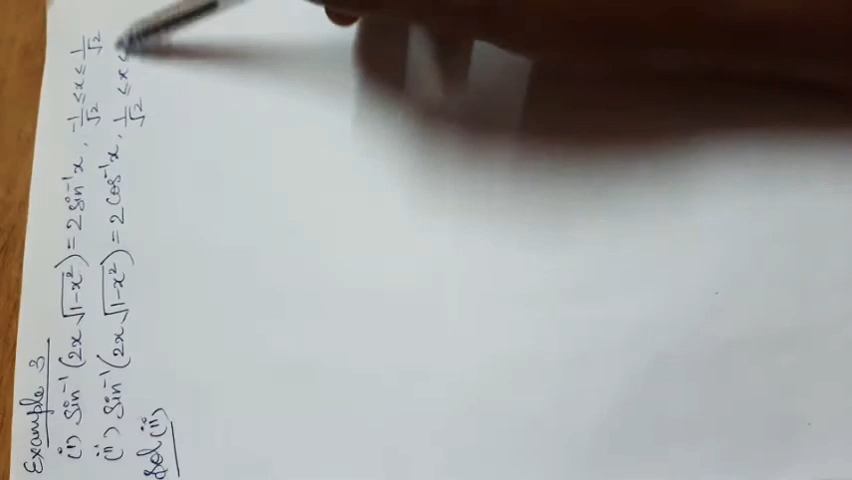 Example 3
(i) Sin⁻¹(2x√(1-x²)) = 2 Sin⁻¹x, -1/√2 ≤ x ≤ 1/√2
(ii) Sin⁻¹(2x√(1-x²)) = 2 Cos⁻¹x, 1/√2 ≤ x ≤
Sol (ii)